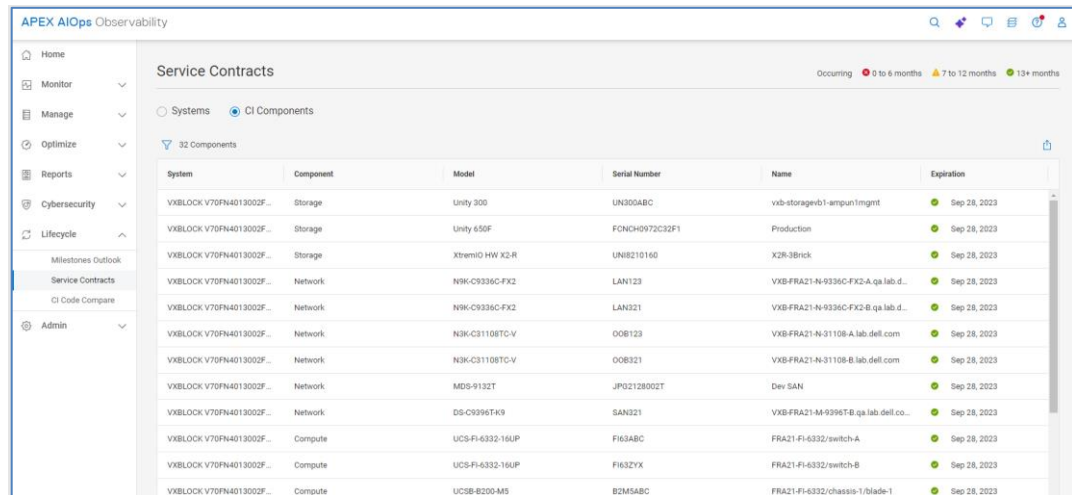 APEX AIOps Observability
Home
Monitor
Manage
Optimize
Reports
Cybersecurity
Lifecycle
Milestones Outlook
Service Contracts
CI Code Compare
Admin
Service Contracts
Occurring 0 to 6 months 7 to 12 months 13+ months
Systems CI Components
32 Components
System Component Model Serial Number Name Expiration
VXBLOCK V70FN4013002F... Storage Unity 300 UN300ABC vxb-storagevb1-ampun1mgmt Sep 28, 2023
VXBLOCK V70FN4013002F... Storage Unity 650F FCNCH0972C32F1 Production Sep 28, 2023
VXBLOCK V70FN4013002F... Storage XtremIO HW X2-R UNI8210160 X2R-3Brick Sep 28, 2023
VXBLOCK V70FN4013002F... Network N9K-C9336C-FX2 LAN123 VXB-FRA21-N-9336C-FX2-A.qa.lab.d... Sep 28, 2023
VXBLOCK V70FN4013002F... Network N9K-C9336C-FX2 LAN321 VXB-FRA21-N-9336C-FX2-B.qa.lab.d... Sep 28, 2023
VXBLOCK V70FN4013002F... Network N3K-C31108TC-V OOB123 VXB-FRA21-N-31108-A.lab.dell.com Sep 28, 2023
VXBLOCK V70FN4013002F... Network N3K-C31108TC-V OOB321 VXB-FRA21-N-31108-B.lab.dell.com Sep 28, 2023
VXBLOCK V70FN4013002F... Network MDS-9132T JPG2128002T Dev SAN Sep 28, 2023
VXBLOCK V70FN4013002F... Network DS-C9396T-K9 SAN321 VXB-FRA21-M-9396T-B.qa.lab.dell.co... Sep 28, 2023
VXBLOCK V70FN4013002F... Compute UCS-FI-6332-16UP FI63ABC FRA21-FI-6332/switch-A Sep 28, 2023
VXBLOCK V70FN4013002F... Compute UCS-FI-6332-16UP FI63ZYX FRA21-FI-6332/switch-B Sep 28, 2023
VXBLOCK V70FN4013002F... Compute UCSB-B200-M5 B2M5ABC FRA21-FI-6332/chassis-1/blade-1 Sep 28, 2023